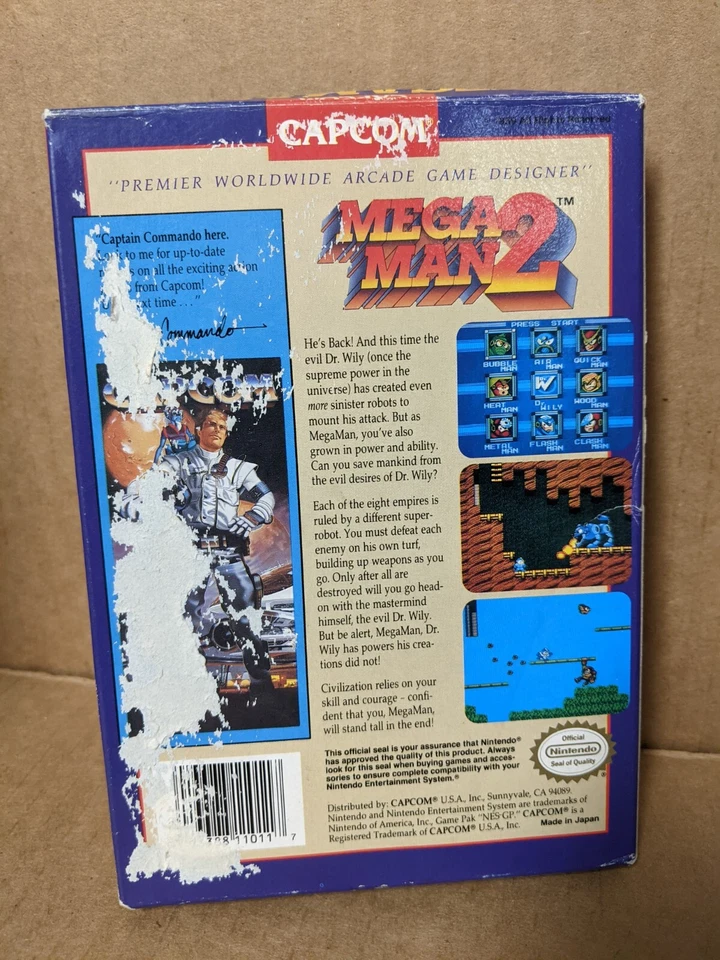 CAPCOM®
"PREMIER WORLDWIDE ARCADE GAME DESIGNER"
"Captain Commando here.
to me for up-to-date
on all the exciting action
from Capcom!
xt time . . ."
Commando
CAPCOM
MEGA
MAN 2™
He's Back! And this time the
evil Dr. Wily (once the
supreme power in the
universe) has created even
more sinister robots to
mount his attack. But as
MegaMan, you've also
grown in power and ability.
Can you save mankind from
the evil desires of Dr. Wily?
Each of the eight empires is
ruled by a different super-
robot. You must defeat each
enemy on his own turf,
building up weapons as you
go. Only after all are
destroyed will you go head-
on with the mastermind
himself, the evil Dr. Wily.
But be alert, MegaMan, Dr.
Wily has powers his crea-
tions did not!
Civilization relies on your
skill and courage – confi-
dent that you, MegaMan,
will stand tall in the end!
PRESS START
BUBBLE MAN AIR MAN QUICK MAN
HEAT MAN DR. WILY WOOD MAN
METAL MAN FLASH MAN CLASH MAN
This official seal is your assurance that Nintendo®
has approved the quality of this product. Always
look for this seal when buying games and acces-
sories to ensure complete compatibility with your
Nintendo Entertainment System.®
Official
Nintendo
Seal of Quality
Distributed by: CAPCOM® U.S.A., Inc., Sunnyvale, CA 94089.
Nintendo and Nintendo Entertainment System are trademarks of
Nintendo of America, Inc., Game Pak "NES-GP." CAPCOM® is a
Registered Trademark of CAPCOM® U.S.A., Inc.
Made in Japan
11011 7